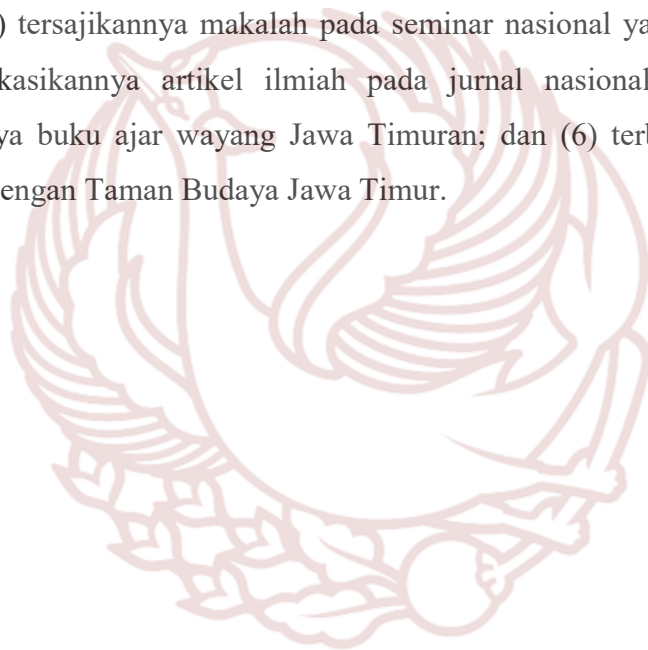 ) tersajikannya makalah pada seminar nasional ya
kasikannya artikel ilmiah pada jurnal nasional
ya buku ajar wayang Jawa Timuran; dan (6) terb
engan Taman Budaya Jawa Timur.